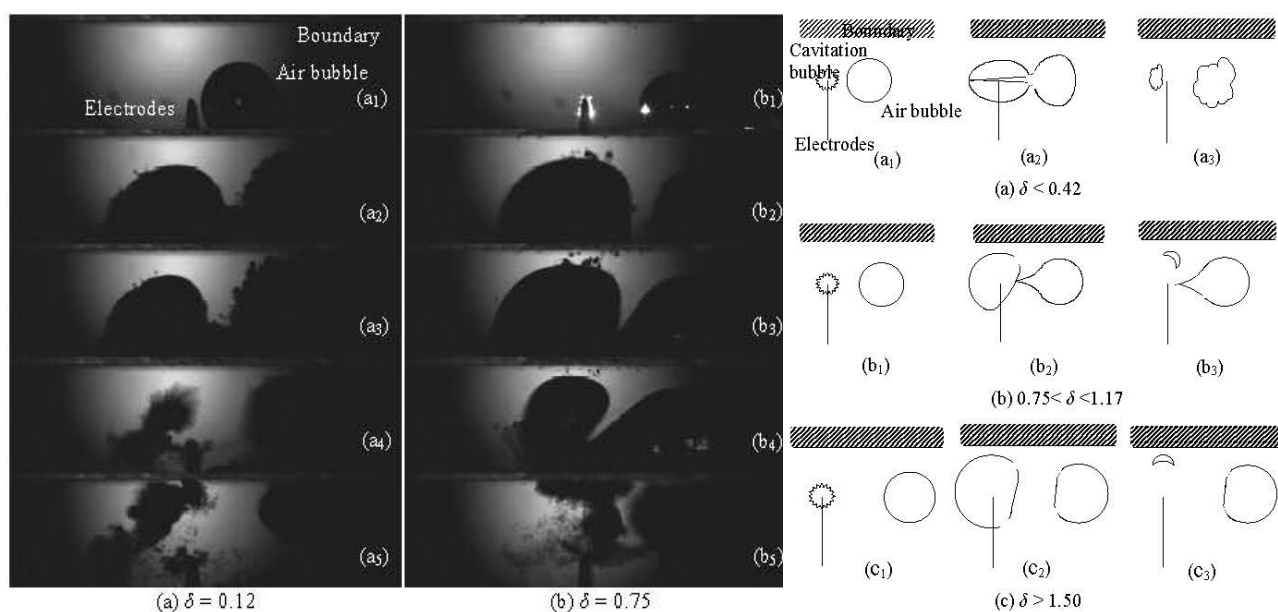 Boundary
Air bubble
Electrodes
(a1)
(a2)
(a3)
(a4)
(a5)
(a) δ = 0.12
(b1)
(b2)
(b3)
(b4)
(b5)
(b) δ = 0.75
Boundary
Cavitation
bubble
Air bubble
Electrodes
(a1)
(a2)
(a3)
(a) δ < 0.42
(b1)
(b2)
(b3)
(b) 0.75< δ <1.17
(c1)
(c2)
(c3)
(c) δ > 1.50